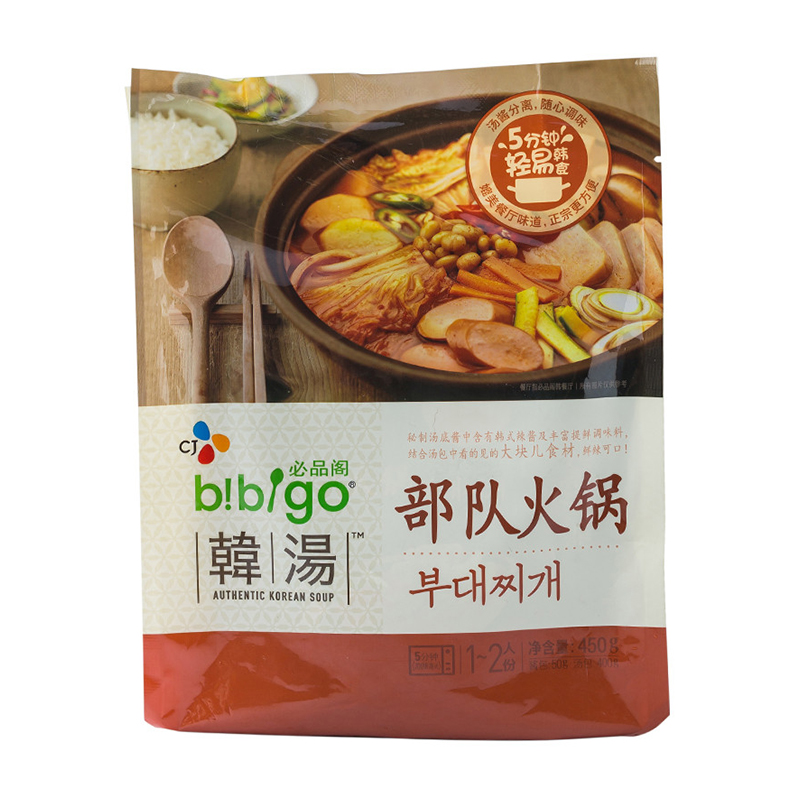 汤酱分离，随心调味
5分钟
轻易韩食
媲美餐厅味道，正宗更方便
秘制汤底酱中含有韩式辣酱及丰富提鲜调味料，
结合汤包中看的见的大块儿食材，鲜辣可口！
CJ
必品阁
bibigo®
韓湯™
AUTHENTIC KOREAN SOUP
部队火锅
부대찌개
1~2人份
净含量：450g